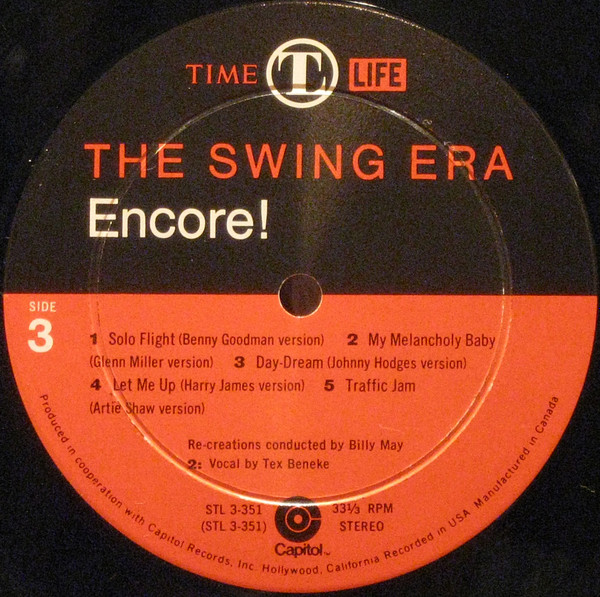 TIME TL LIFE
THE SWING ERA
Encore!
SIDE
3
1 Solo Flight (Benny Goodman version) 2 My Melancholy Baby
(Glenn Miller version) 3 Day-Dream (Johnny Hodges version)
4 Let Me Up (Harry James version) 5 Traffic Jam
(Artie Shaw version)
Re-creations conducted by Billy May
2: Vocal by Tex Beneke
STL 3-351 33⅓ RPM
(STL 3-351) STEREO
Capitol™
Produced in cooperation with Capitol Records, Inc. Hollywood, California Recorded in USA. Manufactured in Canada